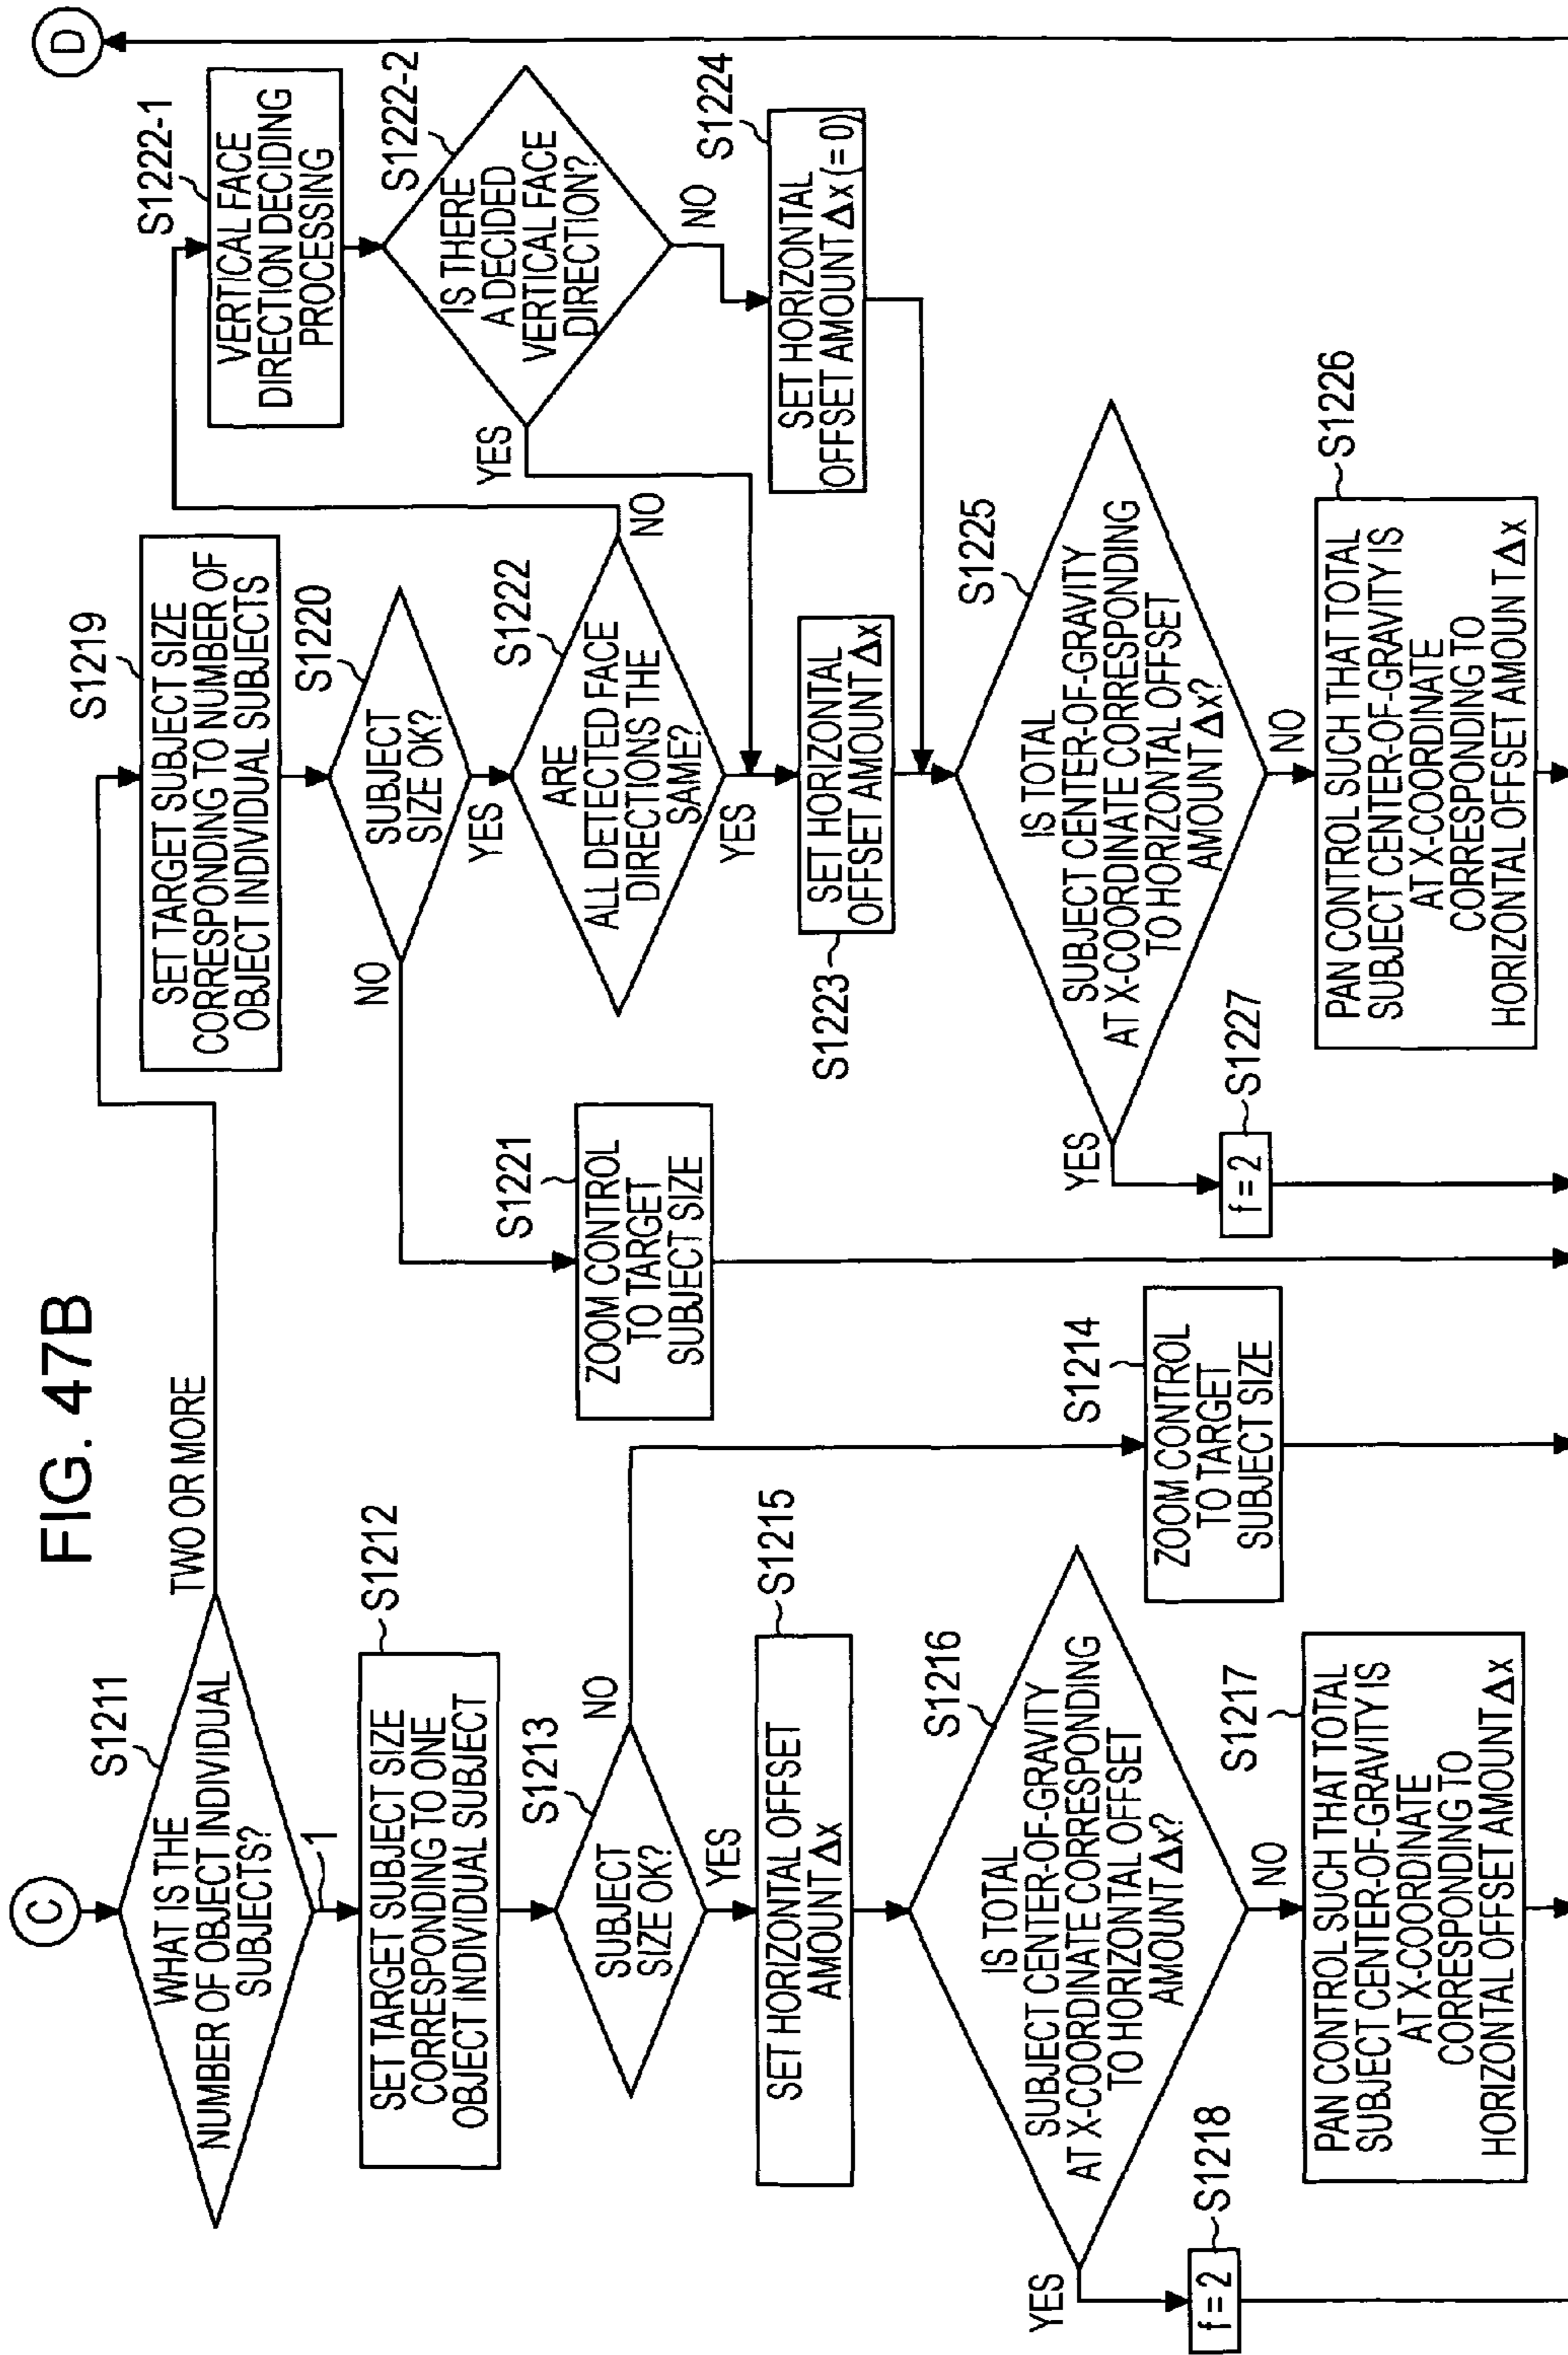 FIG. 47B
C
S1211
WHAT IS THE
NUMBER OF OBJECT INDIVIDUAL
SUBJECTS?
TWO OR MORE
1
S1212
SET TARGET SUBJECT SIZE
CORRESPONDING TO ONE
OBJECT INDIVIDUAL SUBJECT
S1213
SUBJECT
SIZE OK?
NO
YES
S1214
ZOOM CONTROL
TO TARGET
SUBJECT SIZE
S1215
SET HORIZONTAL OFFSET
AMOUNT Δx
S1216
IS TOTAL
SUBJECT CENTER-OF-GRAVITY
AT X-COORDINATE CORRESPONDING
TO HORIZONTAL OFFSET
AMOUNT Δx?
YES
NO
S1218
f = 2
S1217
PAN CONTROL SUCH THAT TOTAL
SUBJECT CENTER-OF-GRAVITY IS
AT X-COORDINATE
CORRESPONDING TO
HORIZONTAL OFFSET AMOUNT Δx
S1219
SET TARGET SUBJECT SIZE
CORRESPONDING TO NUMBER OF
OBJECT INDIVIDUAL SUBJECTS
S1220
SUBJECT
SIZE OK?
NO
YES
S1221
ZOOM CONTROL
TO TARGET
SUBJECT SIZE
S1222
ARE
ALL DETECTED FACE
DIRECTIONS THE
SAME?
NO
YES
S1222-1
VERTICAL FACE
DIRECTION DECIDING
PROCESSING
S1222-2
IS THERE
A DECIDED
VERTICAL FACE
DIRECTION?
YES
NO
S1223
SET HORIZONTAL
OFFSET AMOUNT Δx
S1224
SET HORIZONTAL
OFFSET AMOUNT Δx (= 0)
S1225
IS TOTAL
SUBJECT CENTER-OF-GRAVITY
AT X-COORDINATE CORRESPONDING
TO HORIZONTAL OFFSET
AMOUNT Δx?
YES
NO
S1227
f = 2
S1226
PAN CONTROL SUCH THAT TOTAL
SUBJECT CENTER-OF-GRAVITY IS
AT X-COORDINATE
CORRESPONDING TO
HORIZONTAL OFFSET AMOUNT Δx
D